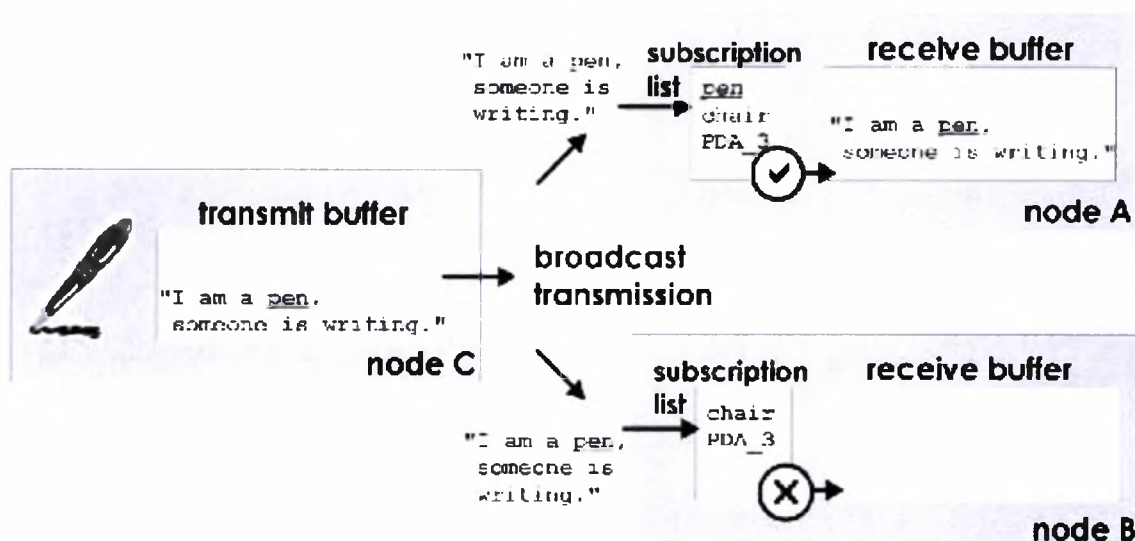 "I am a pen,
someone is
writing."
subscription
list
receive buffer
pen
chair
PDA_3
"I am a pen.
someone is writing."
node A
transmit buffer
"I am a pen.
someone is writing."
node C
broadcast
transmission
"I am a pen,
someone is
writing."
subscription
list
receive buffer
chair
PDA_3
node B